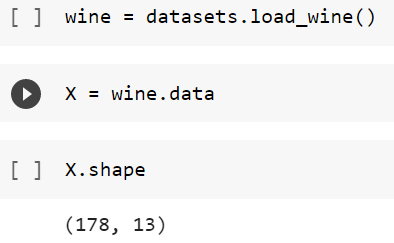 [ ] wine = datasets.load_wine()
X = wine.data
[ ] X.shape
(178, 13)